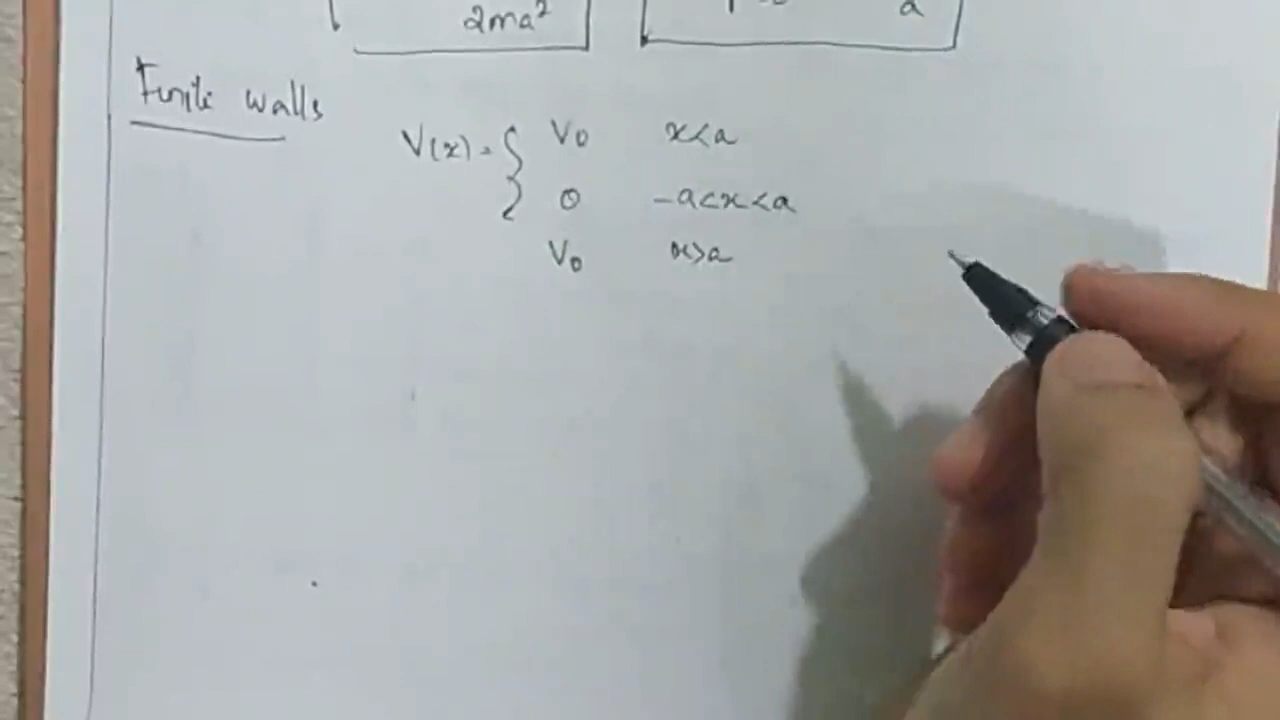 2ma² a
Finite walls
V(x) = { V₀ x<a
0 -a<x<a
V₀ x>a